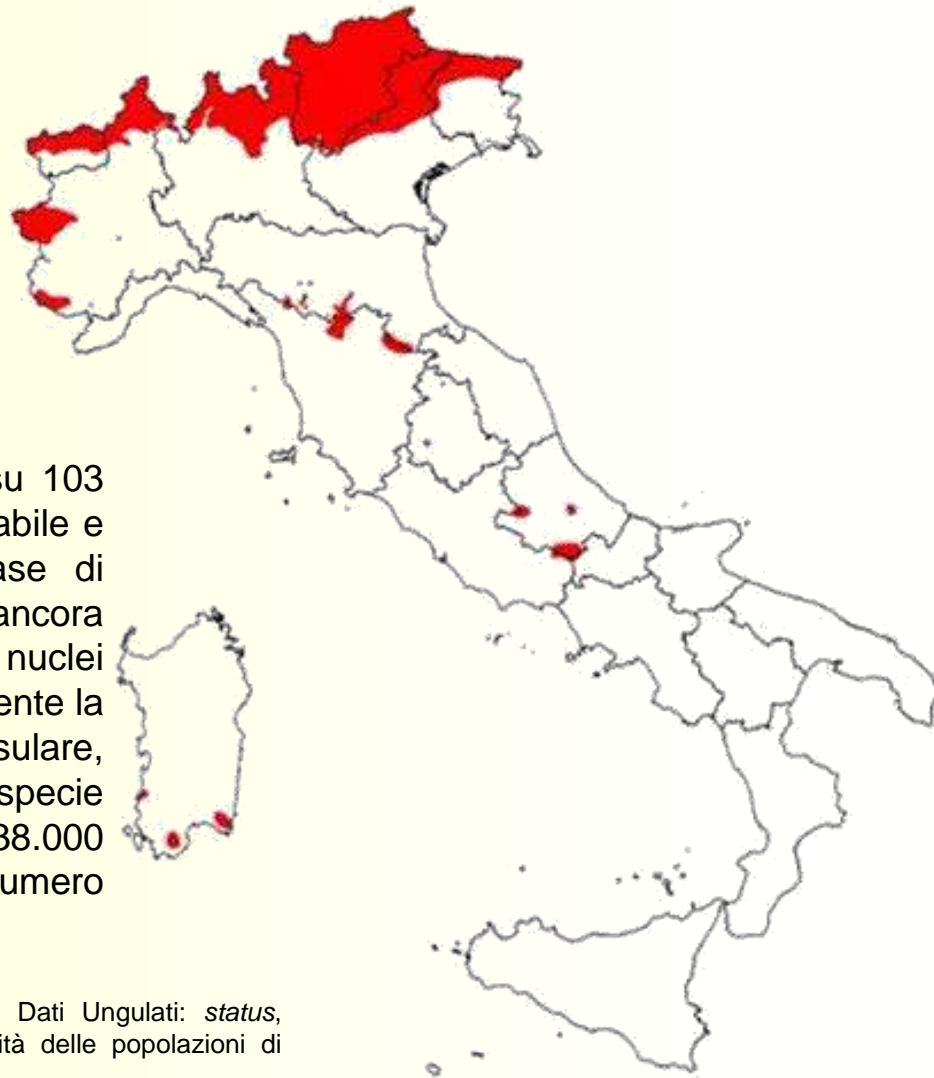 su 103
abile e
ase di
ancora
nuclei
ente la
sulare,
specie
38.000
umero
Dati Ungulati: status,
ità delle popolazioni di